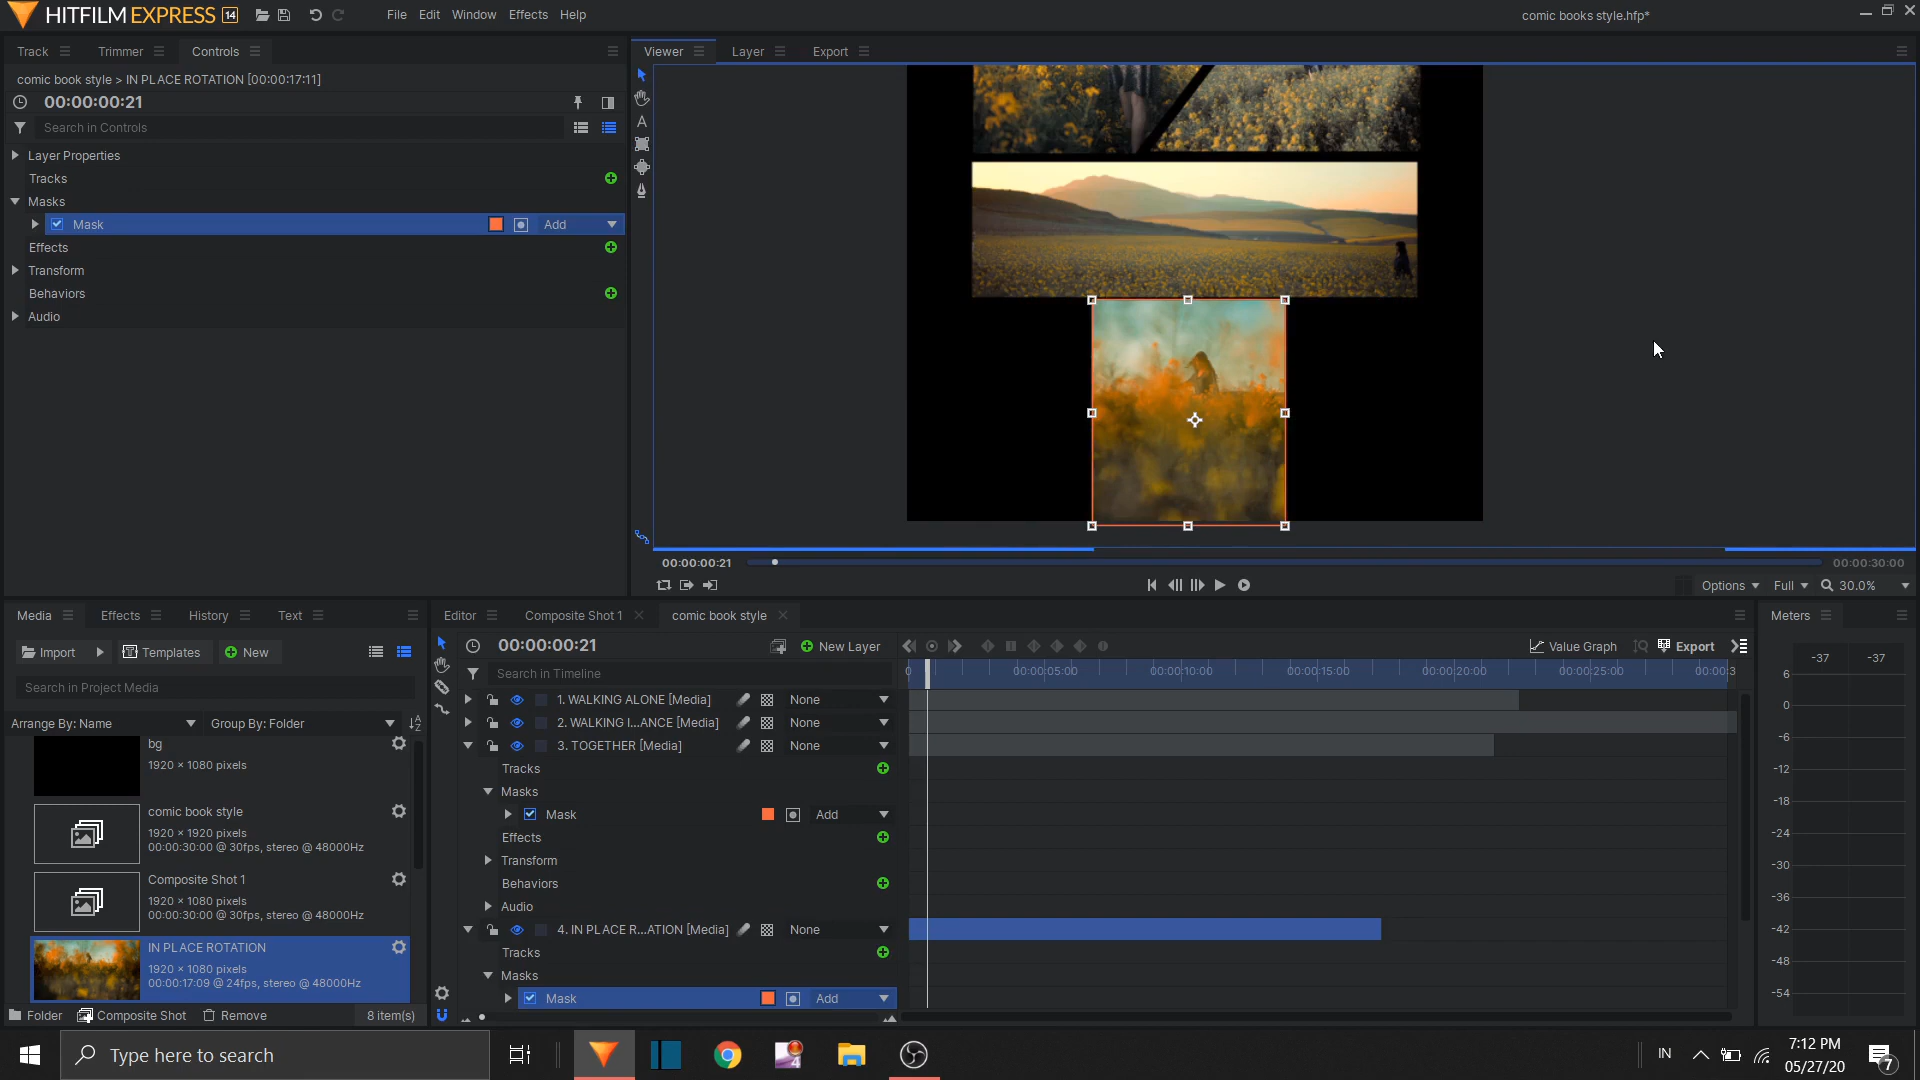 HITFILM EXPRESS 14
File Edit Window Effects Help
comic books style.hfp*
Track Trimmer Controls
comic book style > IN PLACE ROTATION [00:00:17:11]
00:00:00:21
Search in Controls
Layer Properties
Tracks
Masks
Mask Add
Effects
Transform
Behaviors
Audio
Viewer Layer Export
00:00:00:21
00:00:30:00
Options Full 30.0%
Media Effects History Text
Import Templates New
Search in Project Media
Arrange By: Name Group By: Folder
bg
1920 × 1080 pixels
comic book style
1920 × 1920 pixels
00:00:30:00 @ 30fps, stereo @ 48000Hz
Composite Shot 1
1920 × 1080 pixels
00:00:30:00 @ 30fps, stereo @ 48000Hz
IN PLACE ROTATION
1920 × 1080 pixels
00:00:17:09 @ 24fps, stereo @ 48000Hz
Folder Composite Shot Remove 8 item(s)
Editor Composite Shot 1 comic book style
00:00:00:21 New Layer
Value Graph Export
Search in Timeline
0 00:00:05:00 00:00:10:00 00:00:15:00 00:00:20:00 00:00:25:00 00:00:3
1. WALKING ALONE [Media] None
2. WALKING I...ANCE [Media] None
3. TOGETHER [Media] None
Tracks
Masks
Mask Add
Effects
Transform
Behaviors
Audio
4. IN PLACE R...ATION [Media] None
Tracks
Masks
Mask Add
Meters
-37 -37
6
0
-6
-12
-18
-24
-30
-36
-42
-48
-54
Type here to search
4
IN
7:12 PM
05/27/20
7